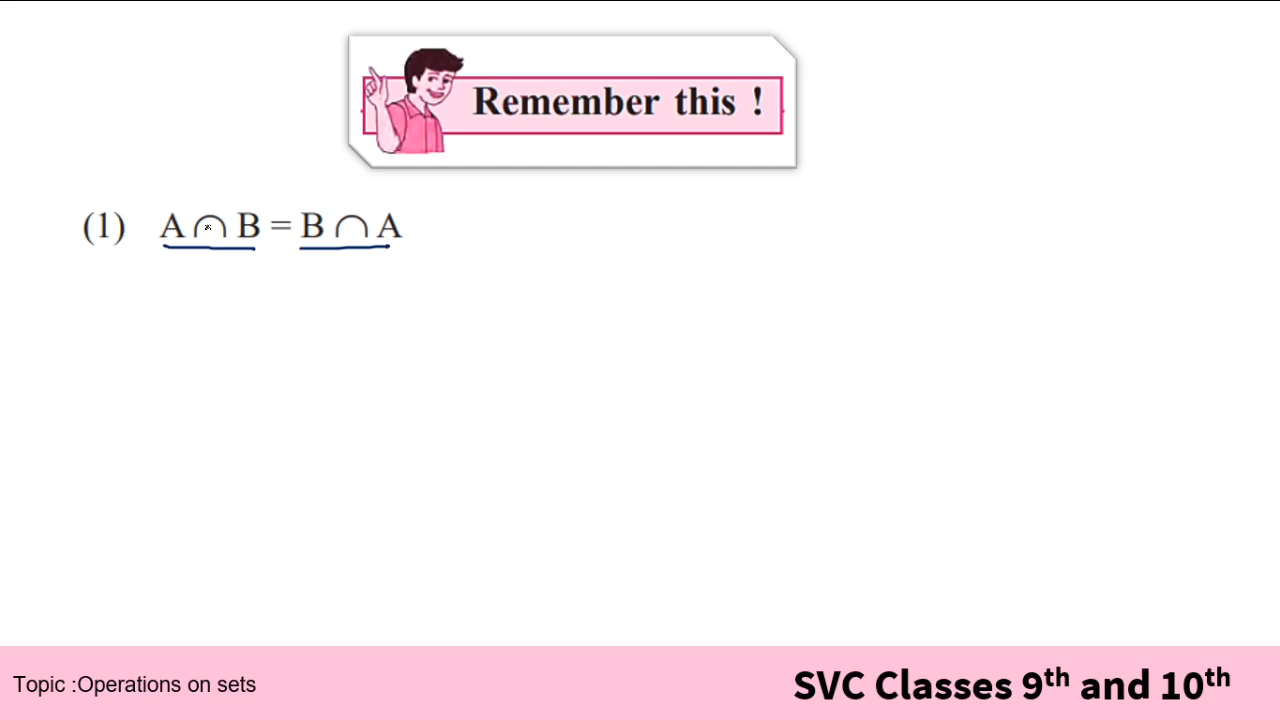 Remember this !
(1) A ∩ B = B ∩ A
Topic :Operations on sets
SVC Classes 9th and 10th